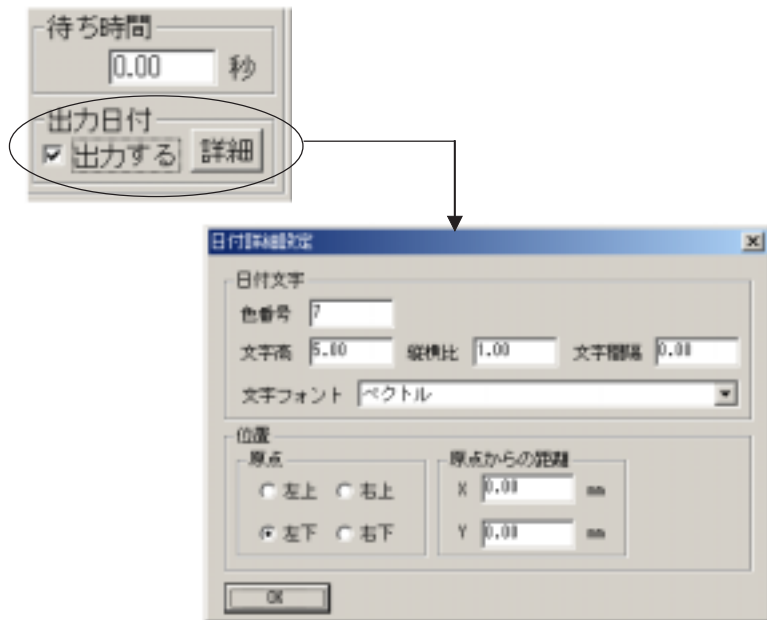 待ち時間
0.00 秒
出力日付
出力する 詳細
日付詳細設定
日付文字
色番号 7
文字高 5.00 縦横比 1.00 文字間隔 0.00
文字フォント ベクトル
位置
原点 原点からの距離
左上 右上 X 0.00 mm
左下 右下 Y 0.00 mm
OK